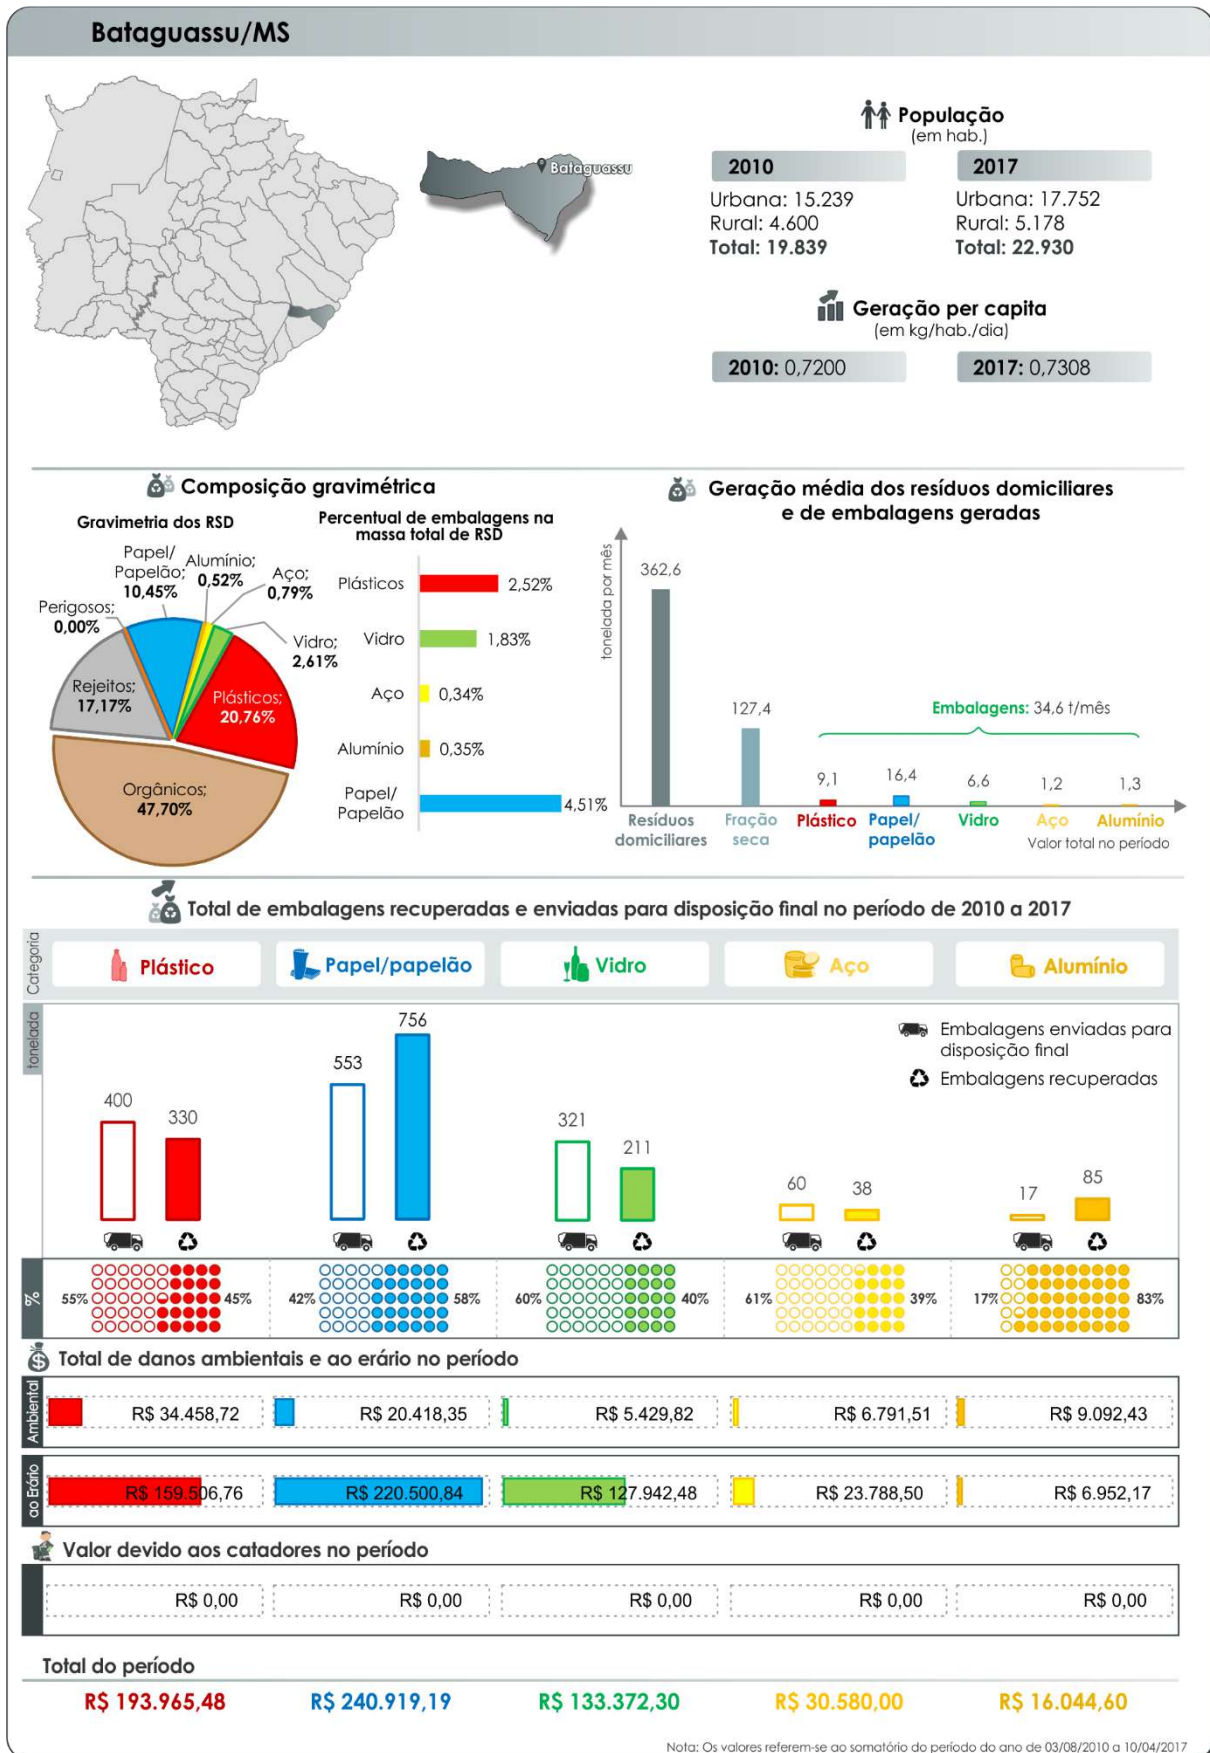 Bataguassu/MS
Bataguassu
População
(em hab.)
2010
2017
Urbana: 15.239
Rural: 4.600
Total: 19.839
Urbana: 17.752
Rural: 5.178
Total: 22.930
Geração per capita
(em kg/hab./dia)
2010: 0,7200
2017: 0,7308
Composição gravimétrica
Gravimetria dos RSD
Papel/
Papelão;
10,45%
Alumínio;
0,52%
Aço;
0,79%
Perigosos;
0,00%
Vidro;
2,61%
Rejeitos;
17,17%
Plásticos;
20,76%
Orgânicos;
47,70%
Percentual de embalagens na
massa total de RSD
Plásticos
2,52%
Vidro
1,83%
Aço
0,34%
Alumínio
0,35%
Papel/
Papelão
4,51%
Geração média dos resíduos domiciliares
e de embalagens geradas
tonelada por mês
362,6
127,4
Embalagens: 34,6 t/mês
9,1
16,4
6,6
1,2
1,3
Resíduos
domiciliares
Fração
seca
Plástico
Papel/
papelão
Vidro
Aço
Alumínio
Valor total no período
Total de embalagens recuperadas e enviadas para disposição final no período de 2010 a 2017
Categoria
Plástico
Papel/papelão
Vidro
Aço
Alumínio
tonelada
400
330
553
756
321
211
60
38
17
85
Embalagens enviadas para
disposição final
Embalagens recuperadas
%
55%
45%
42%
58%
60%
40%
61%
39%
17%
83%
Total de danos ambientais e ao erário no período
Ambiental
R$ 34.458,72
R$ 20.418,35
R$ 5.429,82
R$ 6.791,51
R$ 9.092,43
ao Erário
R$ 159.506,76
R$ 220.500,84
R$ 127.942,48
R$ 23.788,50
R$ 6.952,17
Valor devido aos catadores no período
R$ 0,00
R$ 0,00
R$ 0,00
R$ 0,00
R$ 0,00
Total do período
R$ 193.965,48
R$ 240.919,19
R$ 133.372,30
R$ 30.580,00
R$ 16.044,60
Nota: Os valores referem-se ao somatório do período do ano de 03/08/2010 a 10/04/2017